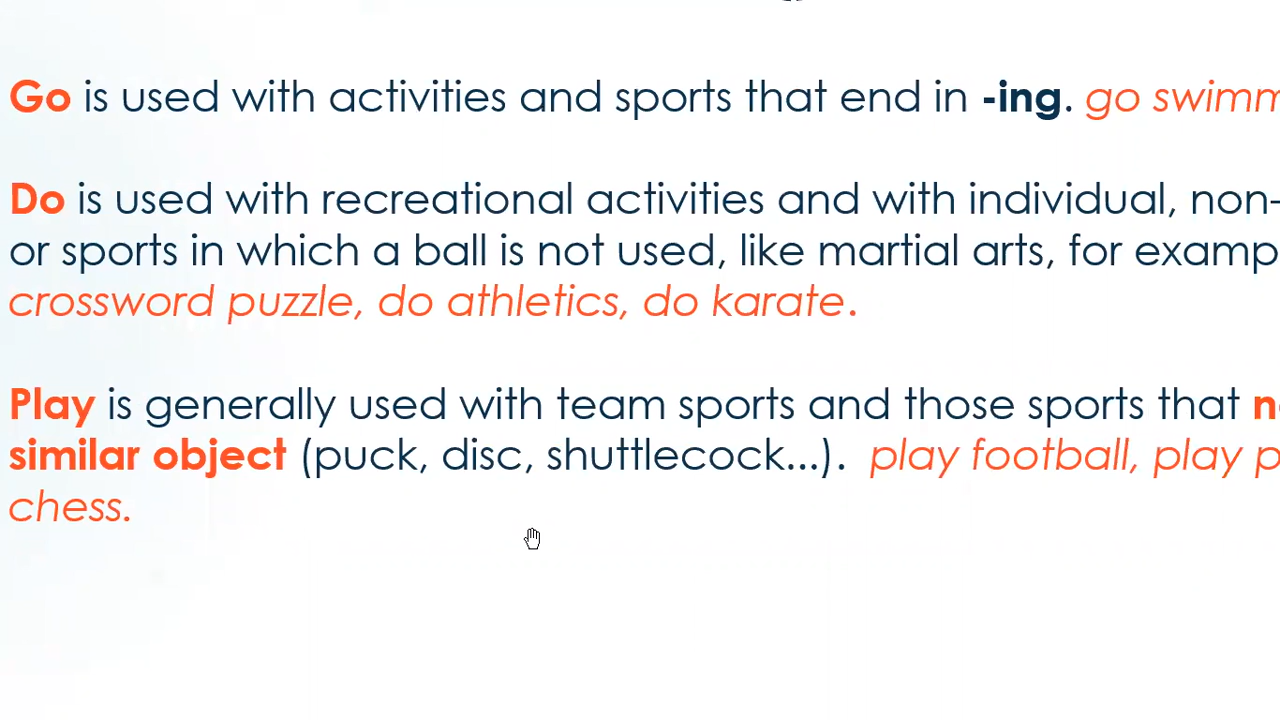 Go is used with activities and sports that end in -ing. go
Do is used with recreational activities and with individual, non-
or sports in which a ball is not used, like martial arts, for
crossword puzzle, do athletics, do karate.
Play is generally used with team sports and those sports that
similar object (puck, disc, shuttlecock...). play football, play
chess.